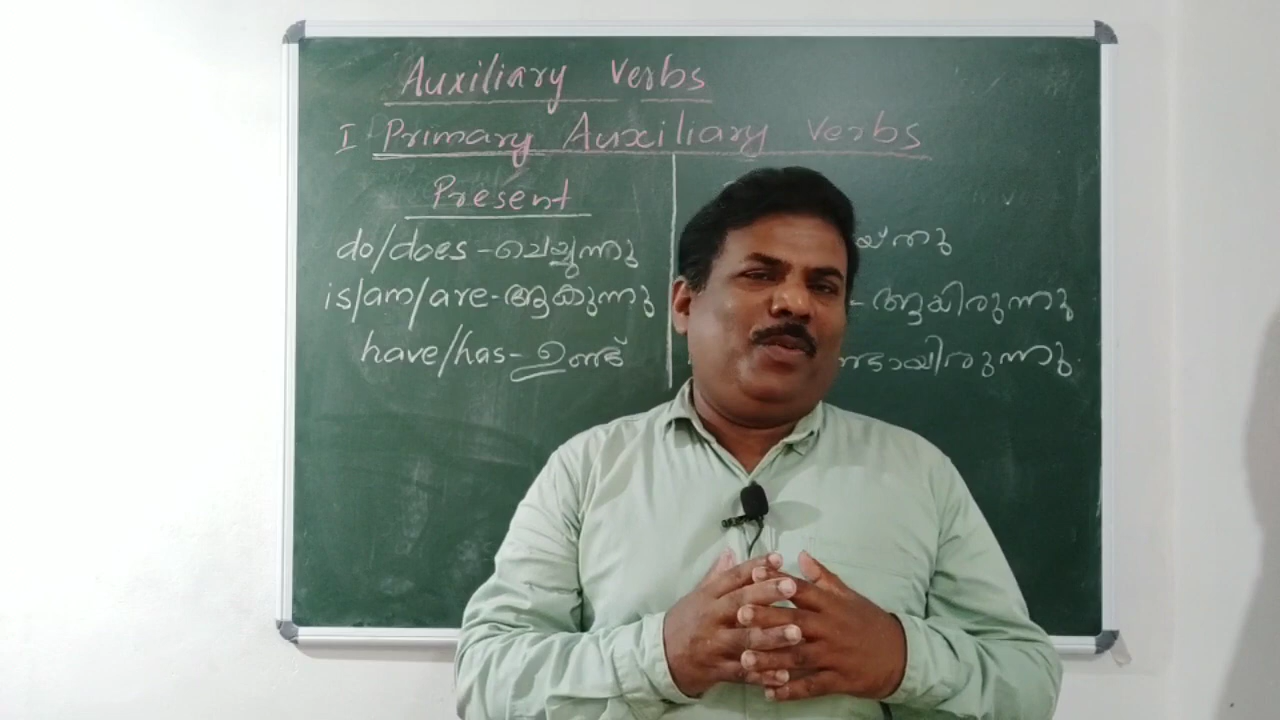 Auxiliary Verbs
I Primary Auxiliary Verbs
Present
do/does - ചെയ്യുന്നു
is/am/are - ആകുന്നു - ആയിരുന്നു
have/has - ഉണ്ട്